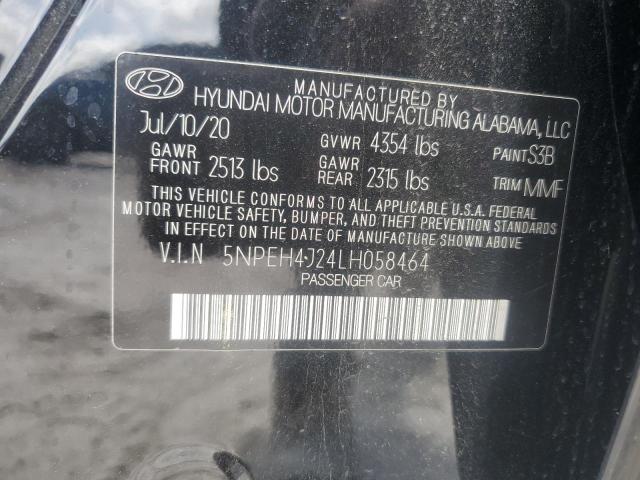 MANUFACTURED BY
HYUNDAI MOTOR MANUFACTURING ALABAMA, LLC
Jul/10/20 GVWR 4354 lbs PAINT S3B
GAWR FRONT 2513 lbs GAWR REAR 2315 lbs TRIM MMF
THIS VEHICLE CONFORMS TO ALL APPLICABLE U.S.A. FEDERAL
MOTOR VEHICLE SAFETY, BUMPER, AND THEFT PREVENTION STANDARDS
IN EFFECT ON THE DATE OF MANUFACTURE SHOWN ABOVE.
V.I.N 5NPEH4J24LH058464
PASSENGER CAR